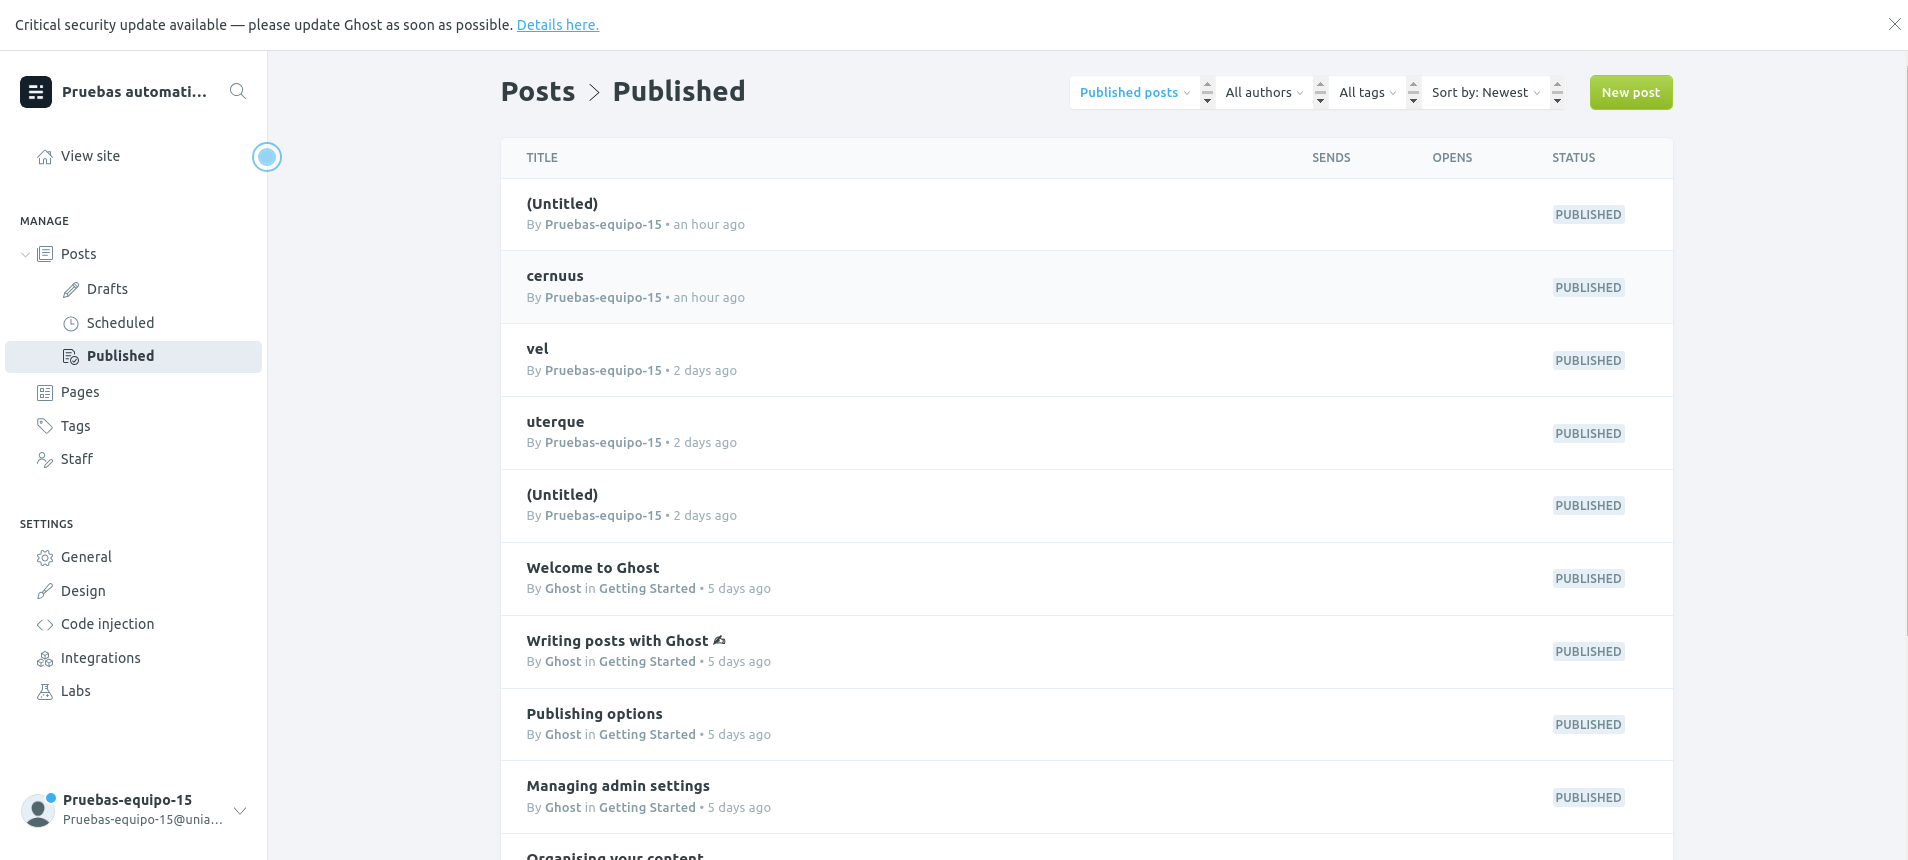 Critical security update available — please update Ghost as soon as possible. Details here.
Pruebas automati...
View site
MANAGE
Posts
Drafts
Scheduled
Published
Pages
Tags
Staff
SETTINGS
General
Design
Code injection
Integrations
Labs
Pruebas-equipo-15
Pruebas-equipo-15@unia...
Posts > Published
Published posts
All authors
All tags
Sort by: Newest
New post
TITLE SENDS OPENS STATUS
(Untitled)
By Pruebas-equipo-15 • an hour ago
PUBLISHED
cernuus
By Pruebas-equipo-15 • an hour ago
PUBLISHED
vel
By Pruebas-equipo-15 • 2 days ago
PUBLISHED
uterque
By Pruebas-equipo-15 • 2 days ago
PUBLISHED
(Untitled)
By Pruebas-equipo-15 • 2 days ago
PUBLISHED
Welcome to Ghost
By Ghost in Getting Started • 5 days ago
PUBLISHED
Writing posts with Ghost ✍
By Ghost in Getting Started • 5 days ago
PUBLISHED
Publishing options
By Ghost in Getting Started • 5 days ago
PUBLISHED
Managing admin settings
By Ghost in Getting Started • 5 days ago
PUBLISHED
Organising your content